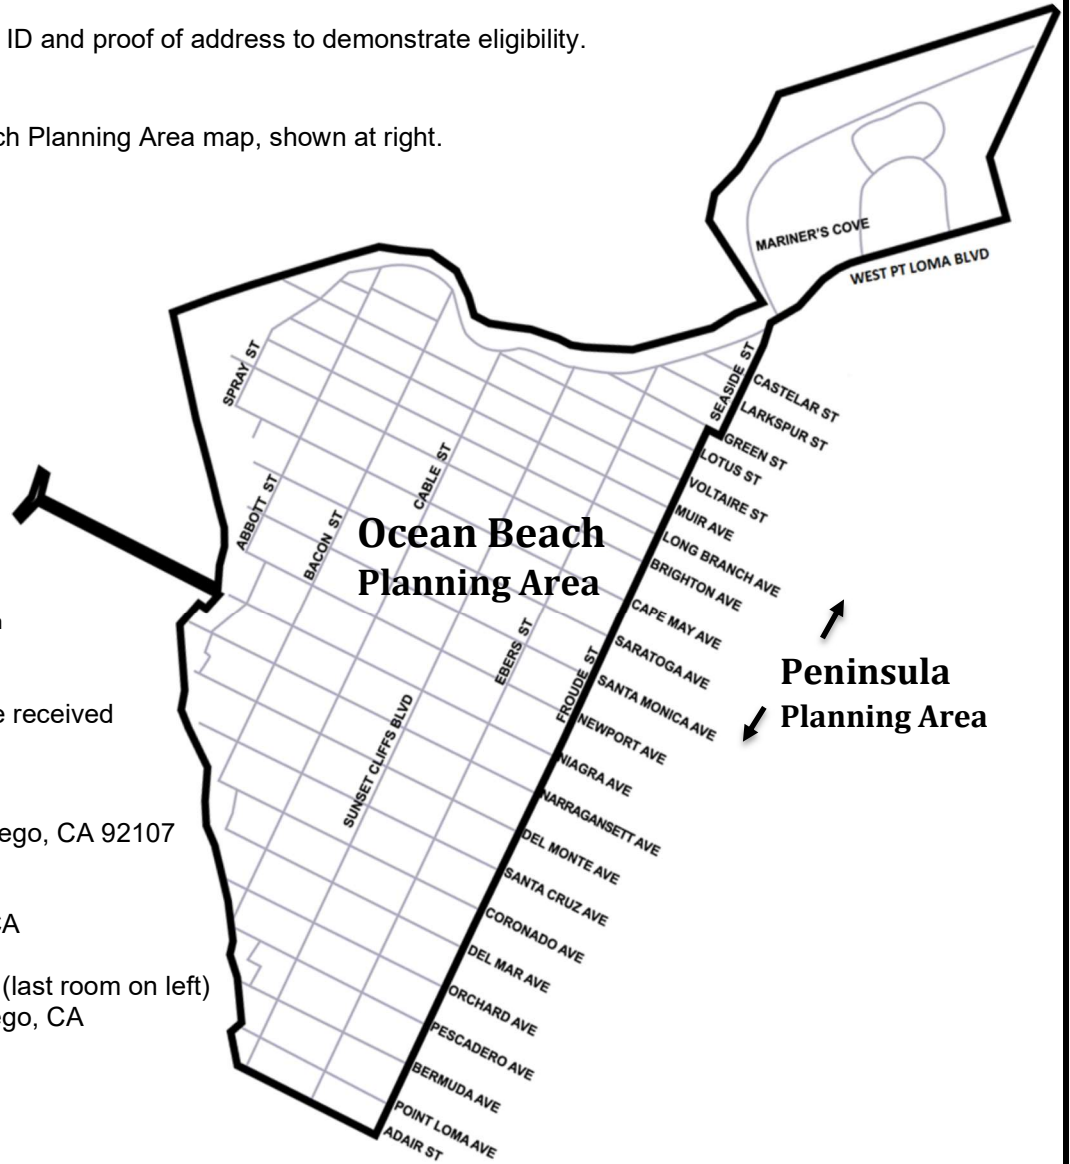 ID and proof of address to demonstrate eligibility.
ch Planning Area map, shown at right.
MARINER'S COVE
WEST PT LOMA BLVD
SPRAY ST
SEASIDE ST
CASTELAR ST
LARKSPUR ST
GREEN ST
LOTUS ST
CABLE ST
ABBOTT ST
BACON ST
VOLTAIRE ST
MUIR AVE
Ocean Beach
Planning Area
LONG BRANCH AVE
BRIGHTON AVE
CAPE MAY AVE
EBERS ST
FROUDE ST
SARATOGA AVE
SANTA MONICA AVE
Peninsula
Planning Area
e received
SUNSET CLIFFS BLVD
NEWPORT AVE
NIAGRA AVE
NARRAGANSETT AVE
ego, CA 92107
DEL MONTE AVE
SANTA CRUZ AVE
CA
CORONADO AVE
DEL MAR AVE
(last room on left)
ego, CA
ORCHARD AVE
PESCADERO AVE
BERMUDA AVE
POINT LOMA AVE
ADAIR ST